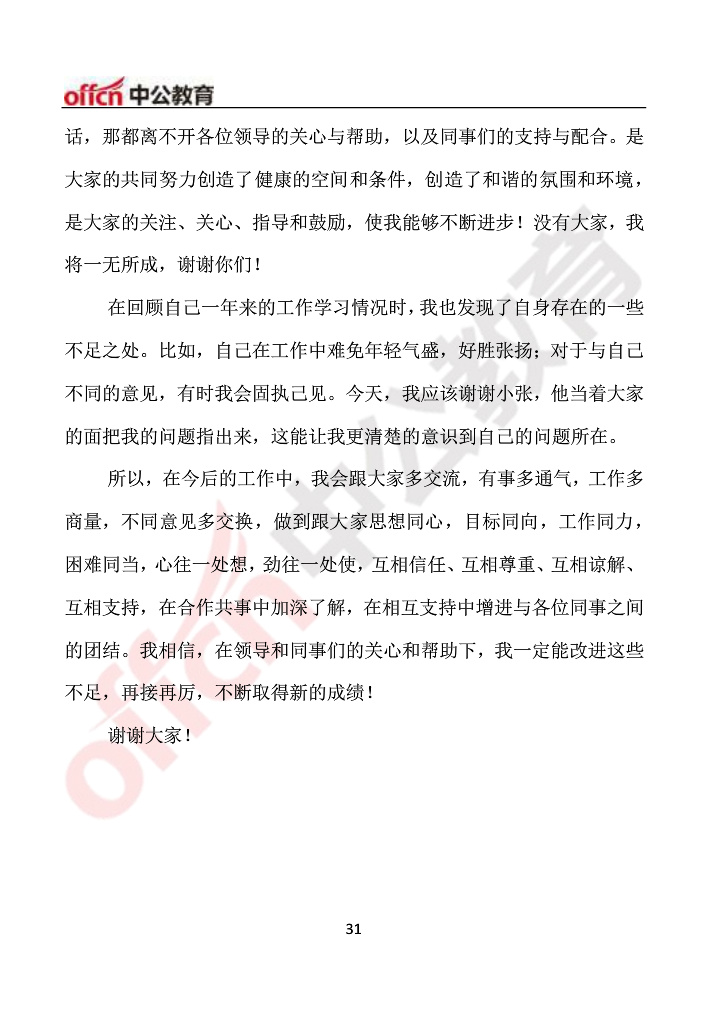 offcn 中公教育
话，那都离不开各位领导的关心与帮助，以及同事们的支持与配合。是
大家的共同努力创造了健康的空间和条件，创造了和谐的氛围和环境，
是大家的关注、关心、指导和鼓励，使我能够不断进步！没有大家，我
将一无所成，谢谢你们！
在回顾自己一年来的工作学习情况时，我也发现了自身存在的一些
不足之处。比如，自己在工作中难免年轻气盛，好胜张扬；对于与自己
不同的意见，有时我会固执己见。今天，我应该谢谢小张，他当着大家
的面把我的问题指出来，这能让我更清楚的意识到自己的问题所在。
所以，在今后的工作中，我会跟大家多交流，有事多通气，工作多
商量，不同意见多交换，做到跟大家思想同心，目标同向，工作同力，
困难同当，心往一处想，劲往一处使，互相信任、互相尊重、互相谅解、
互相支持，在合作共事中加深了解，在相互支持中增进与各位同事之间
的团结。我相信，在领导和同事们的关心和帮助下，我一定能改进这些
不足，再接再厉，不断取得新的成绩！
谢谢大家！
offcn 中公教育
31